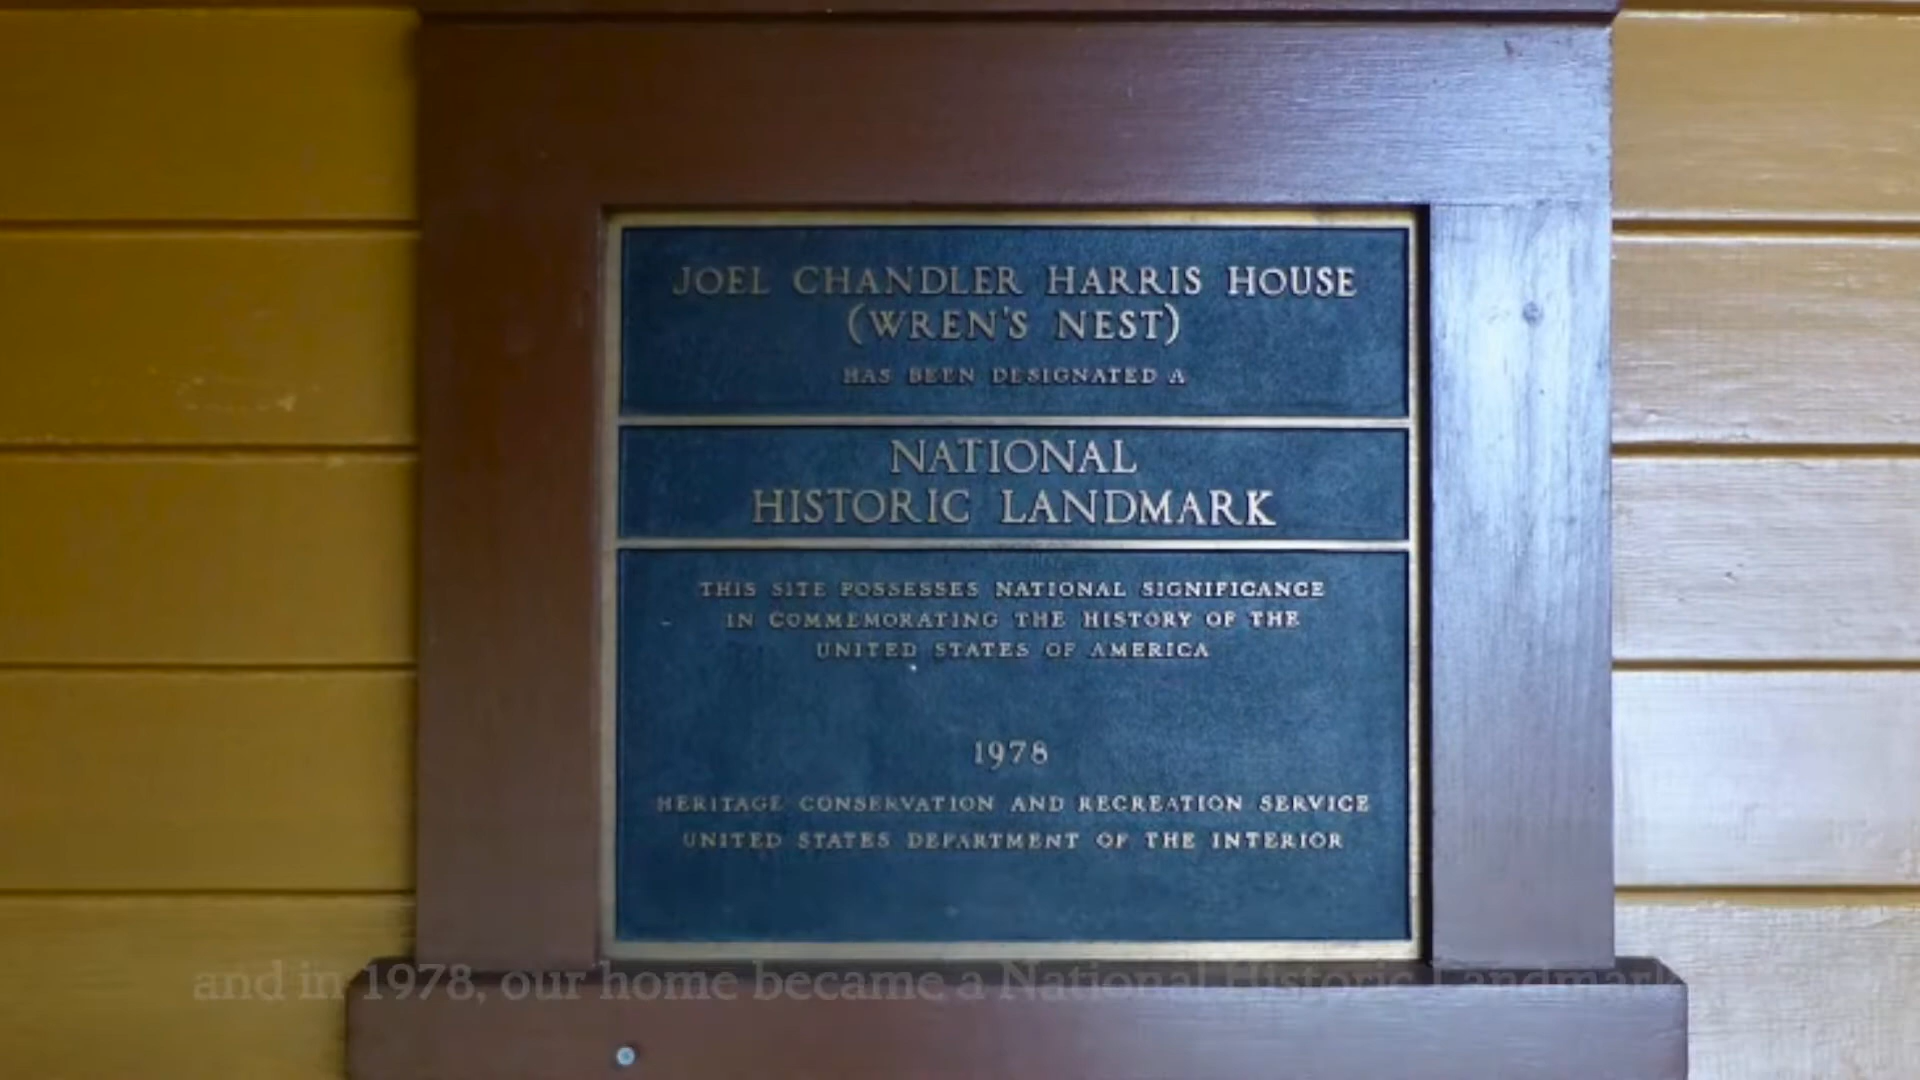 JOEL CHANDLER HARRIS HOUSE
(WREN'S NEST)
HAS BEEN DESIGNATED A
NATIONAL
HISTORIC LANDMARK
THIS SITE POSSESSES NATIONAL SIGNIFICANCE
IN COMMEMORATING THE HISTORY OF THE
UNITED STATES OF AMERICA
1978
HERITAGE CONSERVATION AND RECREATION SERVICE
UNITED STATES DEPARTMENT OF THE INTERIOR
and in 1978, our home became a National Historic Landmark